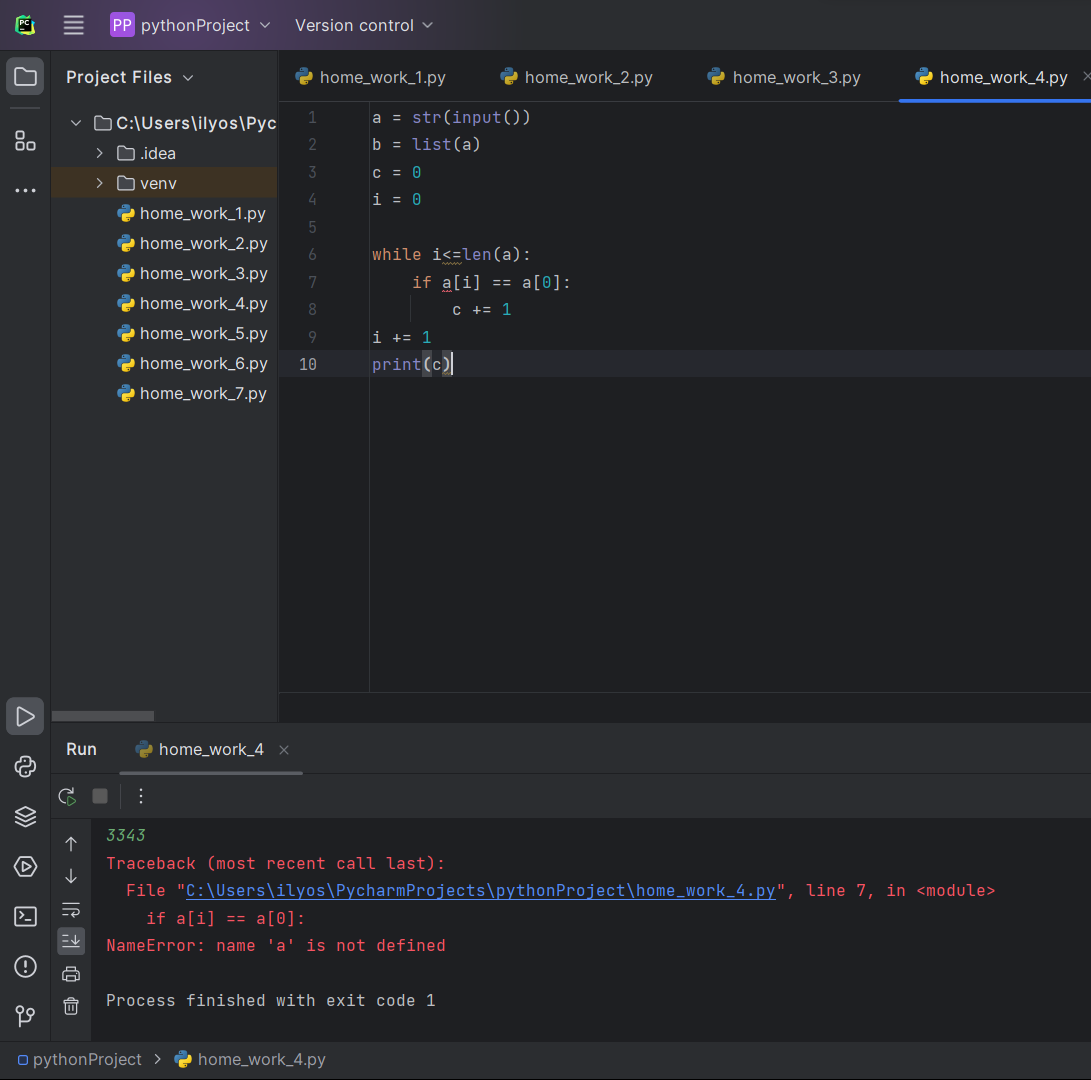 PC
PP pythonProject Version control
Project Files
C:\Users\ilyos\Pyc
.idea
venv
home_work_1.py
home_work_2.py
home_work_3.py
home_work_4.py
home_work_5.py
home_work_6.py
home_work_7.py
home_work_1.py home_work_2.py home_work_3.py home_work_4.py
1 a = str(input())
2 b = list(a)
3 c = 0
4 i = 0
5
6 while i<=len(a):
7     if a[i] == a[0]:
8         c += 1
9 i += 1
10 print(c)
Run home_work_4
3343
Traceback (most recent call last):
  File "C:\Users\ilyos\PycharmProjects\pythonProject\home_work_4.py", line 7, in <module>
    if a[i] == a[0]:
NameError: name 'a' is not defined
Process finished with exit code 1
pythonProject > home_work_4.py